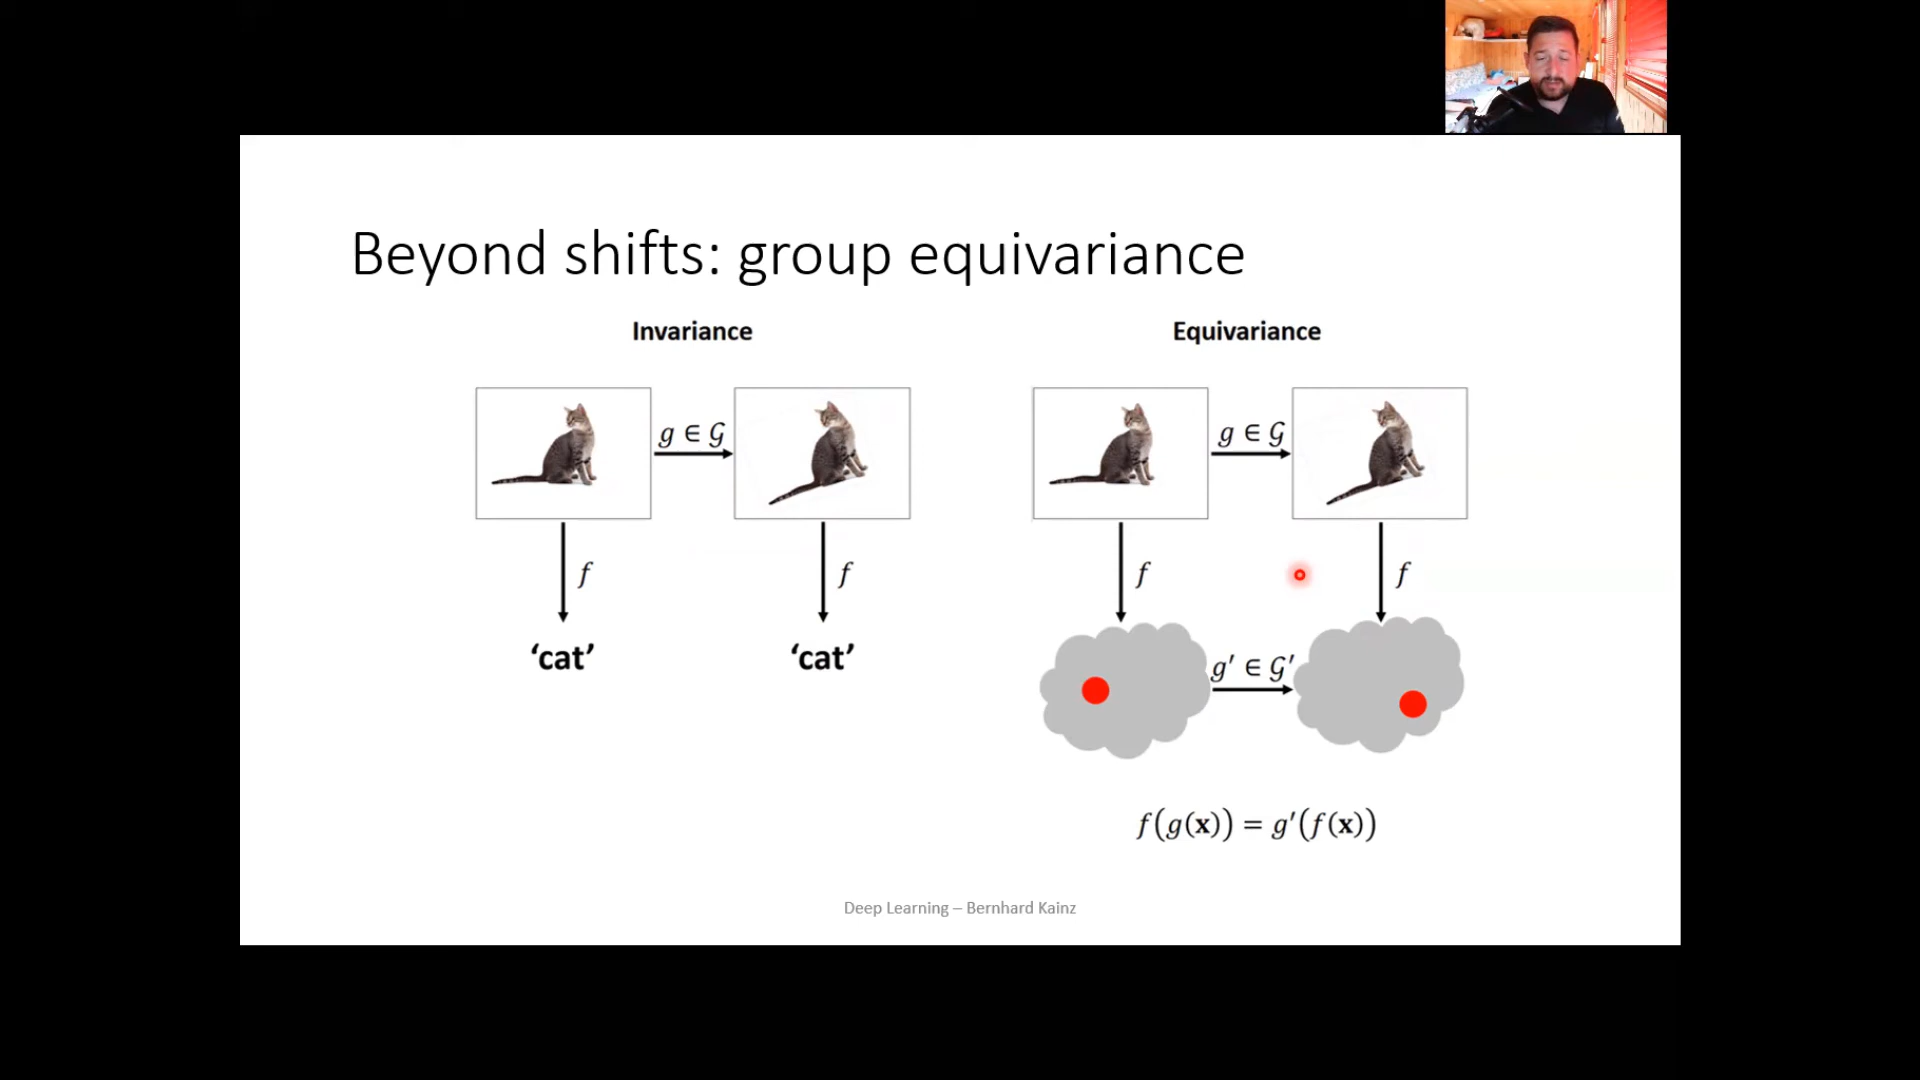 Beyond shifts: group equivariance
Invariance
g ∈ 𝒢
f
f
‘cat’
‘cat’
Equivariance
g ∈ 𝒢
f
f
g′ ∈ 𝒢′
f(g(𝐱)) = g′(f(𝐱))
Deep Learning – Bernhard Kainz